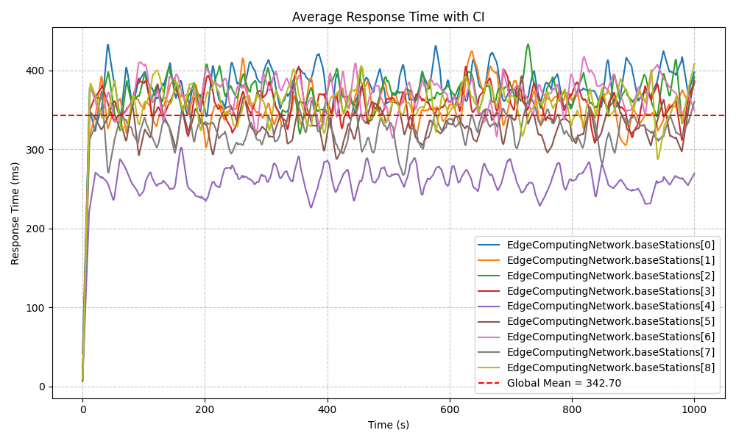 Average Response Time with CI
Response Time (ms)
400
300
200
100
0
EdgeComputingNetwork.baseStations[0]
EdgeComputingNetwork.baseStations[1]
EdgeComputingNetwork.baseStations[2]
EdgeComputingNetwork.baseStations[3]
EdgeComputingNetwork.baseStations[4]
EdgeComputingNetwork.baseStations[5]
EdgeComputingNetwork.baseStations[6]
EdgeComputingNetwork.baseStations[7]
EdgeComputingNetwork.baseStations[8]
Global Mean = 342.70
0 200 400 600 800 1000
Time (s)